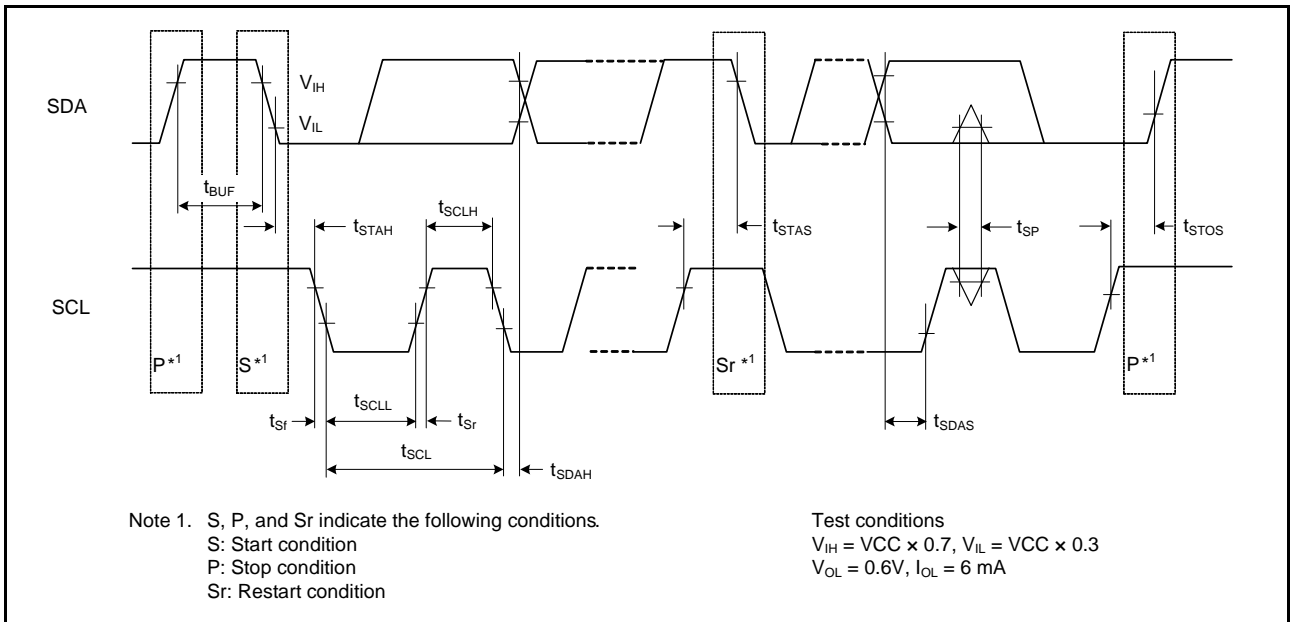 SDA
V_IH
V_IL
t_BUF
t_STAH
t_SCLH
t_STAS
t_SP
t_STOS
SCL
P*¹
S*¹
Sr*¹
P*¹
t_Sf
t_SCLL
t_Sr
t_SCL
t_SDAH
t_SDAS
Note 1. S, P, and Sr indicate the following conditions.
S: Start condition
P: Stop condition
Sr: Restart condition
Test conditions
V_IH = VCC × 0.7, V_IL = VCC × 0.3
V_OL = 0.6V, I_OL = 6 mA